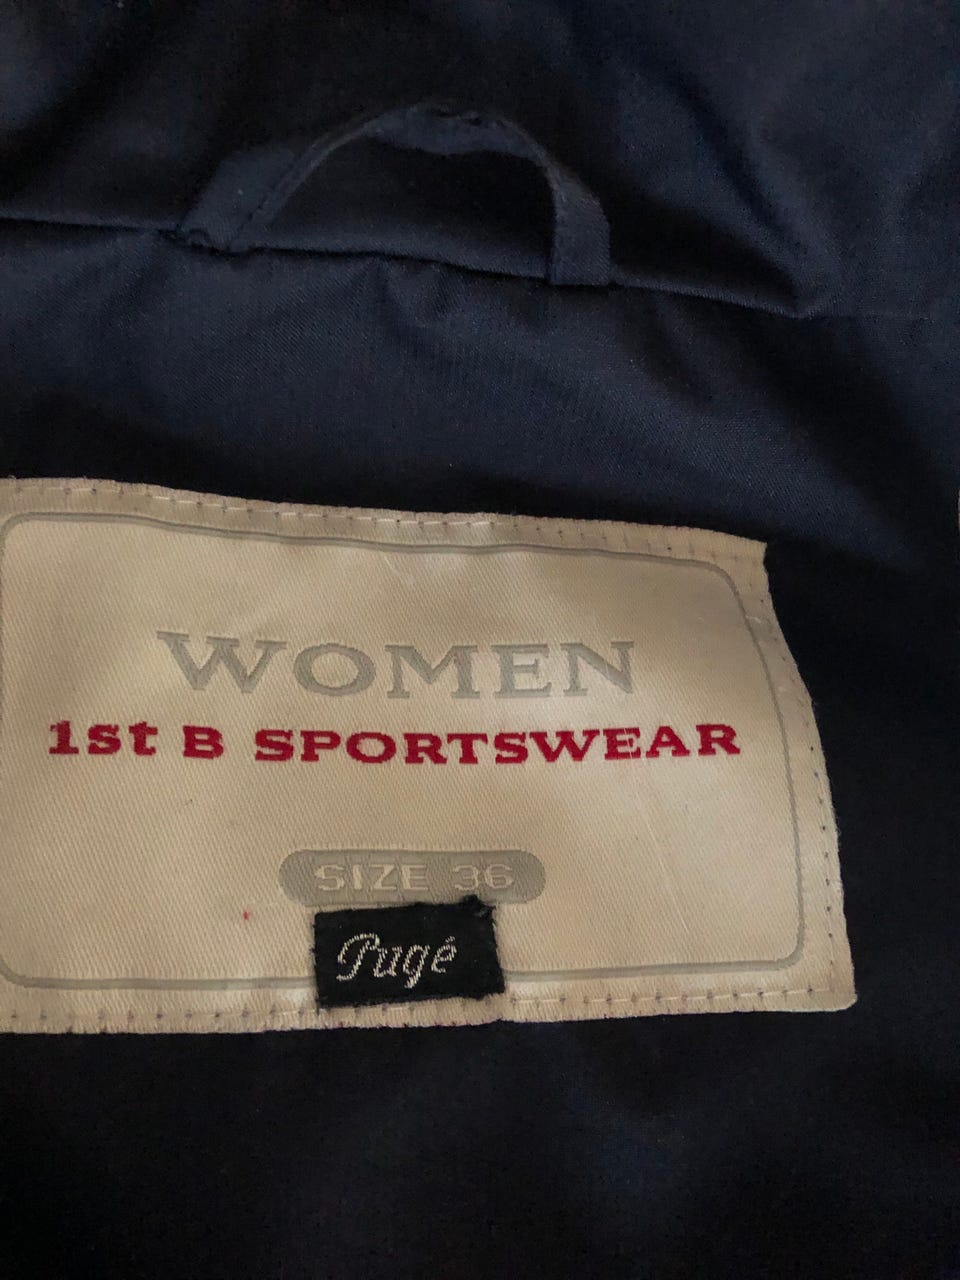 WOMEN
1st B SPORTSWEAR
SIZE 36
Pugé